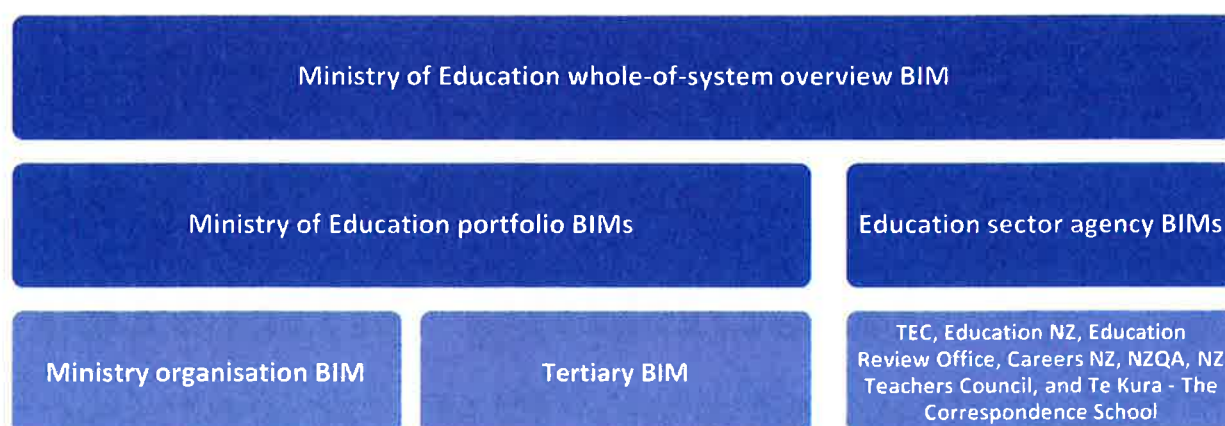 Ministry of Education whole-of-system overview BIM
Ministry of Education portfolio BIMs
Education sector agency BIMs
Ministry organisation BIM
Tertiary BIM
TEC, Education NZ, Education
Review Office, Careers NZ, NZQA, NZ
Teachers Council, and Te Kura - The
Correspondence School